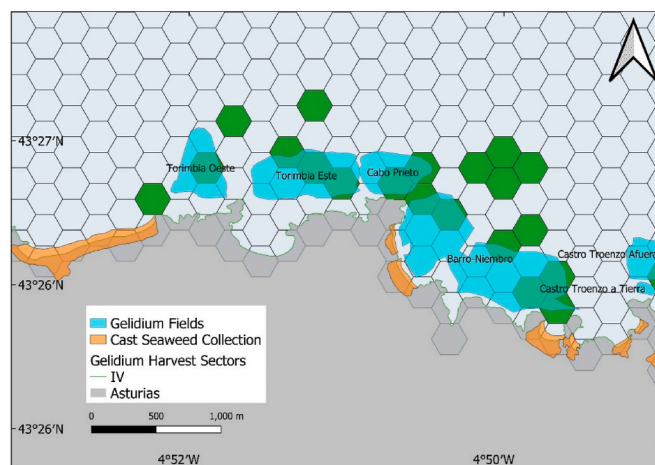 43°27'N
Torimbia Oeste
Torimbia Este
Cabo Prieto
Barro-Niembro
Castro Troenzo Afuera
Castro Troenzo a Tierra
43°26'N
Gelidium Fields
Cast Seaweed Collection
Gelidium Harvest Sectors
IV
Asturias
0 500 1,000 m
43°26'N
4°52'W 4°50'W